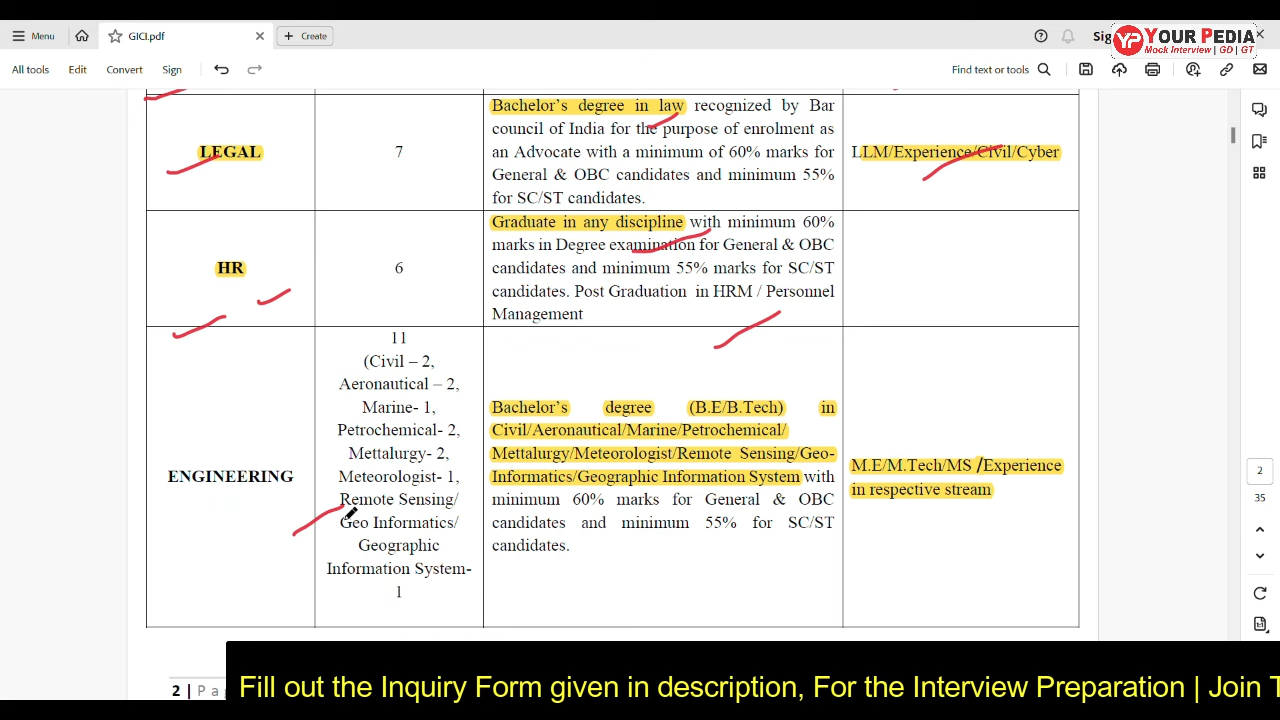 Menu
GICI.pdf
Create
YOUR PEDIA
Mock Interview | GD | GT
All tools
Edit
Convert
Sign
Find text or tools
LEGAL
7
Bachelor's degree in law recognized by Bar
council of India for the purpose of enrolment as
an Advocate with a minimum of 60% marks for
General & OBC candidates and minimum 55%
for SC/ST candidates.
LLM/Experience/Civil/Cyber
HR
6
Graduate in any discipline with minimum 60%
marks in Degree examination for General & OBC
candidates and minimum 55% marks for SC/ST
candidates. Post Graduation in HRM / Personnel
Management
ENGINEERING
11
(Civil – 2,
Aeronautical – 2,
Marine- 1,
Petrochemical- 2,
Mettalurgy- 2,
Meteorologist- 1,
Remote Sensing/
Geo Informatics/
Geographic
Information System-
1
Bachelor's degree (B.E/B.Tech) in
Civil/Aeronautical/Marine/Petrochemical/
Mettalurgy/Meteorologist/Remote Sensing/Geo-
Informatics/Geographic Information System with
minimum 60% marks for General & OBC
candidates and minimum 55% for SC/ST
candidates.
M.E/M.Tech/MS /Experience
in respective stream
2
35
2 | P a
Fill out the Inquiry Form given in description, For the Interview Preparation | Join T